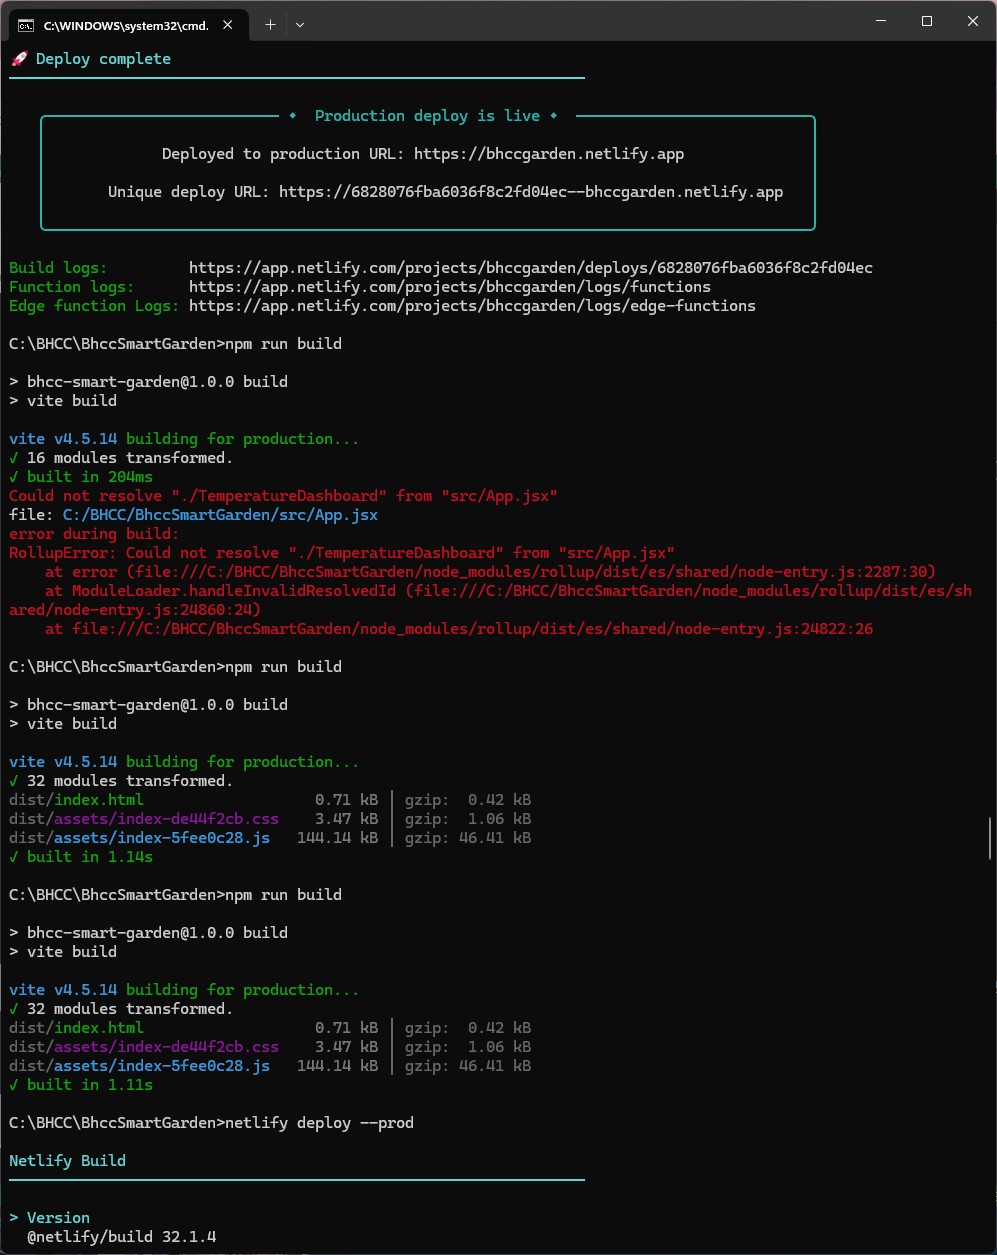 C:\WINDOWS\system32\cmd.
🚀 Deploy complete
⬥ Production deploy is live ⬥
Deployed to production URL: https://bhccgarden.netlify.app
Unique deploy URL: https://6828076fba6036f8c2fd04ec--bhccgarden.netlify.app
Build logs: https://app.netlify.com/projects/bhccgarden/deploys/6828076fba6036f8c2fd04ec
Function logs: https://app.netlify.com/projects/bhccgarden/logs/functions
Edge function Logs: https://app.netlify.com/projects/bhccgarden/logs/edge-functions
C:\BHCC\BhccSmartGarden>npm run build
> bhcc-smart-garden@1.0.0 build
> vite build
vite v4.5.14 building for production...
✓ 16 modules transformed.
✓ built in 204ms
Could not resolve "./TemperatureDashboard" from "src/App.jsx"
file: C:/BHCC/BhccSmartGarden/src/App.jsx
error during build:
RollupError: Could not resolve "./TemperatureDashboard" from "src/App.jsx"
    at error (file:///C:/BHCC/BhccSmartGarden/node_modules/rollup/dist/es/shared/node-entry.js:2287:30)
    at ModuleLoader.handleInvalidResolvedId (file:///C:/BHCC/BhccSmartGarden/node_modules/rollup/dist/es/sh
ared/node-entry.js:24860:24)
    at file:///C:/BHCC/BhccSmartGarden/node_modules/rollup/dist/es/shared/node-entry.js:24822:26
C:\BHCC\BhccSmartGarden>npm run build
> bhcc-smart-garden@1.0.0 build
> vite build
vite v4.5.14 building for production...
✓ 32 modules transformed.
dist/index.html                   0.71 kB │ gzip:  0.42 kB
dist/assets/index-de44f2cb.css    3.47 kB │ gzip:  1.06 kB
dist/assets/index-5fee0c28.js   144.14 kB │ gzip: 46.41 kB
✓ built in 1.14s
C:\BHCC\BhccSmartGarden>npm run build
> bhcc-smart-garden@1.0.0 build
> vite build
vite v4.5.14 building for production...
✓ 32 modules transformed.
dist/index.html                   0.71 kB │ gzip:  0.42 kB
dist/assets/index-de44f2cb.css    3.47 kB │ gzip:  1.06 kB
dist/assets/index-5fee0c28.js   144.14 kB │ gzip: 46.41 kB
✓ built in 1.11s
C:\BHCC\BhccSmartGarden>netlify deploy --prod
Netlify Build
> Version
  @netlify/build 32.1.4